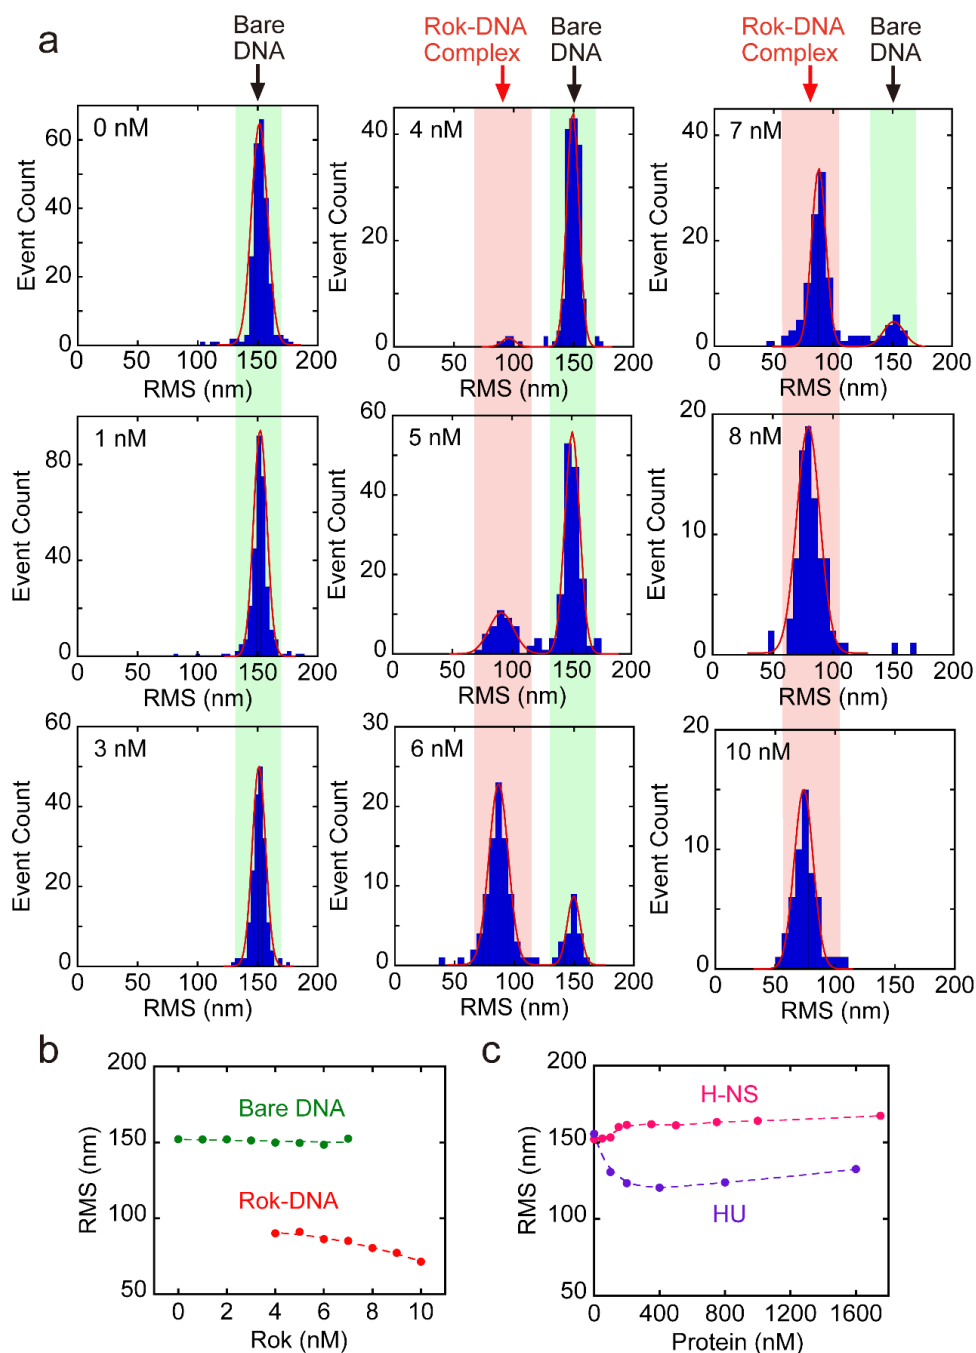 a
Bare
DNA
Rok-DNA
Complex
Bare
DNA
Rok-DNA
Complex
Bare
DNA
0 nM
60
40
20
0
Event Count
0 50 100 150 200
RMS (nm)
4 nM
40
20
0
Event Count
0 50 100 150 200
RMS (nm)
7 nM
40
20
0
Event Count
0 50 100 150 200
RMS (nm)
1 nM
80
60
40
20
0
Event Count
0 50 100 150 200
RMS (nm)
5 nM
60
40
20
0
Event Count
0 50 100 150 200
RMS (nm)
8 nM
20
10
0
Event Count
0 50 100 150 200
RMS (nm)
3 nM
60
40
20
0
Event Count
0 50 100 150 200
RMS (nm)
6 nM
30
20
10
0
Event Count
0 50 100 150 200
RMS (nm)
10 nM
20
10
0
Event Count
0 50 100 150 200
RMS (nm)
b
200
150
100
50
RMS (nm)
Bare DNA
Rok-DNA
0 2 4 6 8 10
Rok (nM)
c
200
150
100
50
RMS (nm)
H-NS
HU
0 400 800 1200 1600
Protein (nM)